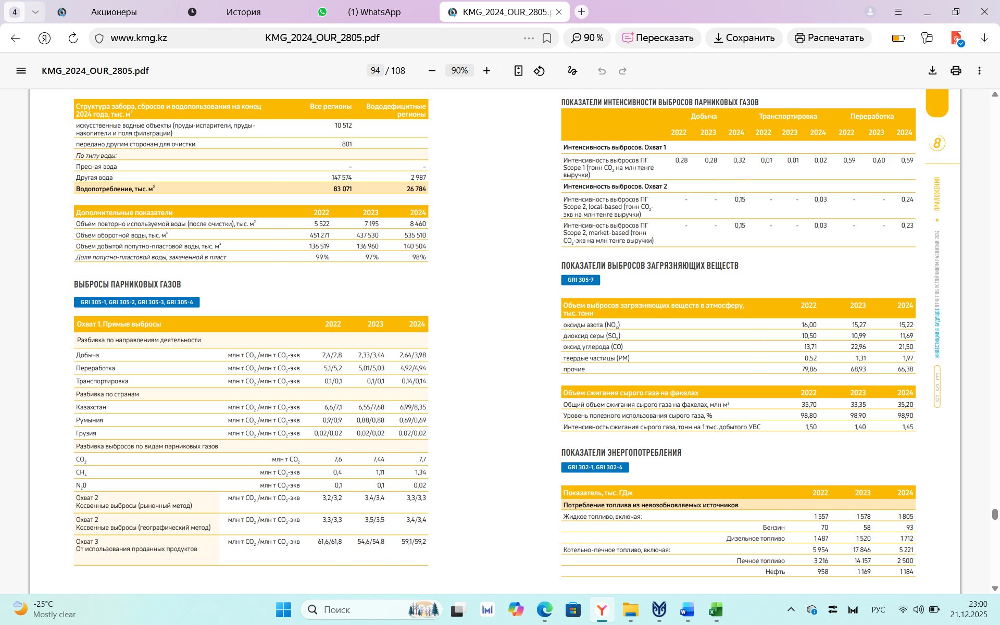 4 Акционеры История (1) WhatsApp KMG_2024_OUR_2805.p
Я www.kmg.kz KMG_2024_OUR_2805.pdf 90 % Пересказать Сохранить Распечатать
KMG_2024_OUR_2805.pdf 94 / 108 90%
Структура забора, сбросов и водопользования на конец 2024 года, тыс. м³ Все регионы Вододефицитные регионы
искусственные водные объекты (пруды-испарители, пруды-
накопители и поля фильтрации) 10 512
передано другим сторонам для очистки 801
По типу воды:
Пресная вода – –
Другая вода 147 574 2 987
Водопотребление, тыс. м³ 83 071 26 784
Дополнительные показатели 2022 2023 2024
Объем повторно используемой воды (после очистки), тыс. м³ 5 522 7 195 8 460
Объем оборотной воды, тыс. м³ 451 271 437 530 535 510
Объем добытой попутно-пластовой воды, тыс. м³ 136 519 136 960 140 504
Доля попутно-пластовой воды, закаченной в пласт 99% 97% 98%
ВЫБРОСЫ ПАРНИКОВЫХ ГАЗОВ
GRI 305-1, GRI 305-2, GRI 305-3, GRI 305-4
Охват 1. Прямые выбросы 2022 2023 2024
Разбивка по направлениям деятельности
Добыча млн т CO₂ /млн т CO₂-экв 2,4/2,8 2,33/3,44 2,64/3,98
Переработка млн т CO₂ /млн т CO₂-экв 5,1/5,2 5,01/5,03 4,92/4,94
Транспортировка млн т CO₂ /млн т CO₂-экв 0,1/0,1 0,1/0,1 0,14/0,14
Разбивка по странам
Казахстан млн т CO₂ /млн т CO₂-экв 6,6/7,1 6,55/7,68 6,99/8,35
Румыния млн т CO₂ /млн т CO₂-экв 0,9/0,9 0,88/0,88 0,69/0,69
Грузия млн т CO₂ /млн т CO₂-экв 0,02/0,02 0,02/0,02 0,02/0,02
Разбивка выбросов по видам парниковых газов
CO₂ млн т CO₂ 7,6 7,44 7,7
CH₄ млн т CO₂-экв 0,4 1,11 1,34
N₂0 млн т CO₂-экв 0,1 0,1 0,02
Охват 2
Косвенные выбросы (рыночный метод) млн т CO₂ /млн т CO₂-экв 3,2/3,2 3,4/3,4 3,3/3,3
Охват 2
Косвенные выбросы (географический метод) млн т CO₂ /млн т CO₂-экв 3,3/3,3 3,5/3,5 3,4/3,4
Охват 3
От использования проданных продуктов млн т CO₂ /млн т CO₂-экв 61,6/61,8 54,6/54,8 59,1/59,2
ПОКАЗАТЕЛИ ИНТЕНСИВНОСТИ ВЫБРОСОВ ПАРНИКОВЫХ ГАЗОВ
Добыча Транспортировка Переработка
2022 2023 2024 2022 2023 2024 2022 2023 2024
Интенсивность выбросов. Охват 1
Интенсивность выбросов ПГ 0,28 0,28 0,32 0,01 0,01 0,02 0,59 0,60 0,59
Scope 1 (тонн CO₂ на млн тенге
выручки)
Интенсивность выбросов. Охват 2
Интенсивность выбросов ПГ - - 0,15 - - 0,03 - - 0,24
Scope 2, local-based (тонн CO₂-
экв на млн тенге выручки)
Интенсивность выбросов ПГ - - 0,15 - - 0,03 - - 0,23
Scope 2, market-based (тонн
CO₂-экв на млн тенге выручки)
ПОКАЗАТЕЛИ ВЫБРОСОВ ЗАГРЯЗНЯЮЩИХ ВЕЩЕСТВ
GRI 305-7
Объем выбросов загрязняющих веществ в атмосферу, 2022 2023 2024
тыс. тонн
оксиды азота (NOₓ) 16,00 15,27 15,22
диоксид серы (SOₓ) 10,50 10,99 11,69
оксид углерода (CO) 13,71 22,96 21,50
твердые частицы (PM) 0,52 1,31 1,97
прочие 79,86 68,93 66,38
Объем сжигания сырого газа на факелах 2022 2023 2024
Общий объем сжигания сырого газа на факелах, млн м³ 35,70 33,35 35,20
Уровень полезного использования сырого газа, % 98,80 98,90 98,90
Интенсивность сжигания сырого газа, тонн на 1 тыс. добытого УВС 1,50 1,40 1,45
ПОКАЗАТЕЛИ ЭНЕРГОПОТРЕБЛЕНИЯ
GRI 302-1, GRI 302-4
Показатель, тыс. ГДж 2022 2023 2024
Потребление топлива из невозобновляемых источников
Жидкое топливо, включая: 1 557 1 578 1 805
Бензин 70 58 93
Дизельное топливо 1 487 1 520 1 712
Котельно-печное топливо, включая: 5 954 17 846 5 221
Печное топливо 3 216 14 157 2 500
Нефть 958 1 169 1 184
8
ИНВЕСТИЦИИ В БУДУЩЕЕ ОТЧЕТ ОБ УСТОЙЧИВОМ РАЗВИТИИ 2024 • ПРИЛОЖЕНИЯ
E
S
G
-25°C
Mostly clear
Поиск
РУС
23:00
21.12.2025